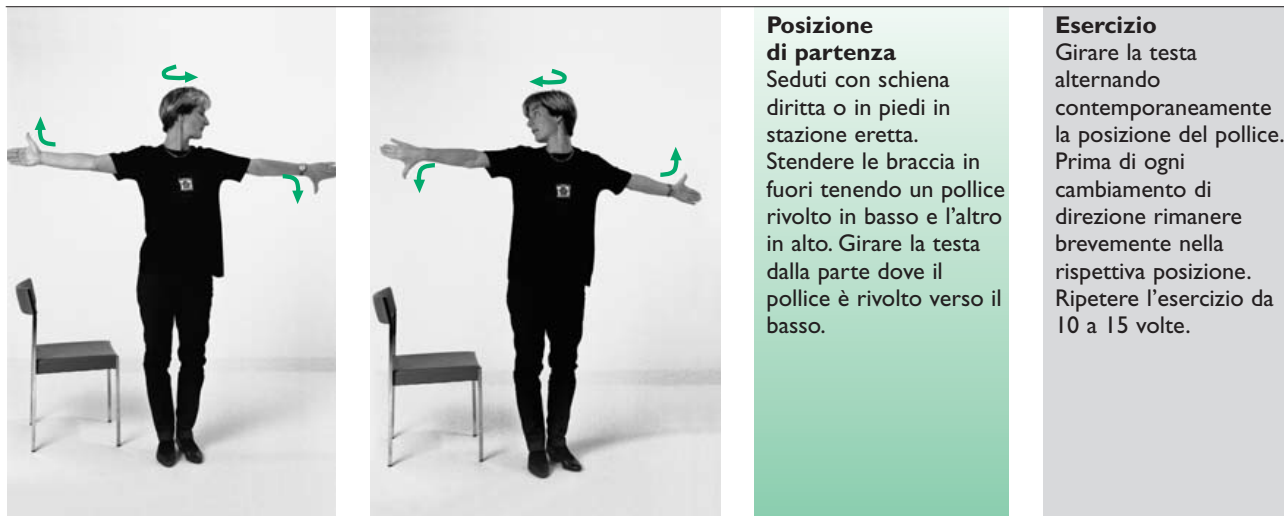 Posizione
di partenza
Seduti con schiena
diritta o in piedi in
stazione eretta.
Stendere le braccia in
fuori tenendo un pollice
rivolto in basso e l’altro
in alto. Girare la testa
dalla parte dove il
pollice è rivolto verso il
basso.
Esercizio
Girare la testa
alternando
contemporaneamente
la posizione del pollice.
Prima di ogni
cambiamento di
direzione rimanere
brevemente nella
rispettiva posizione.
Ripetere l’esercizio da
10 a 15 volte.